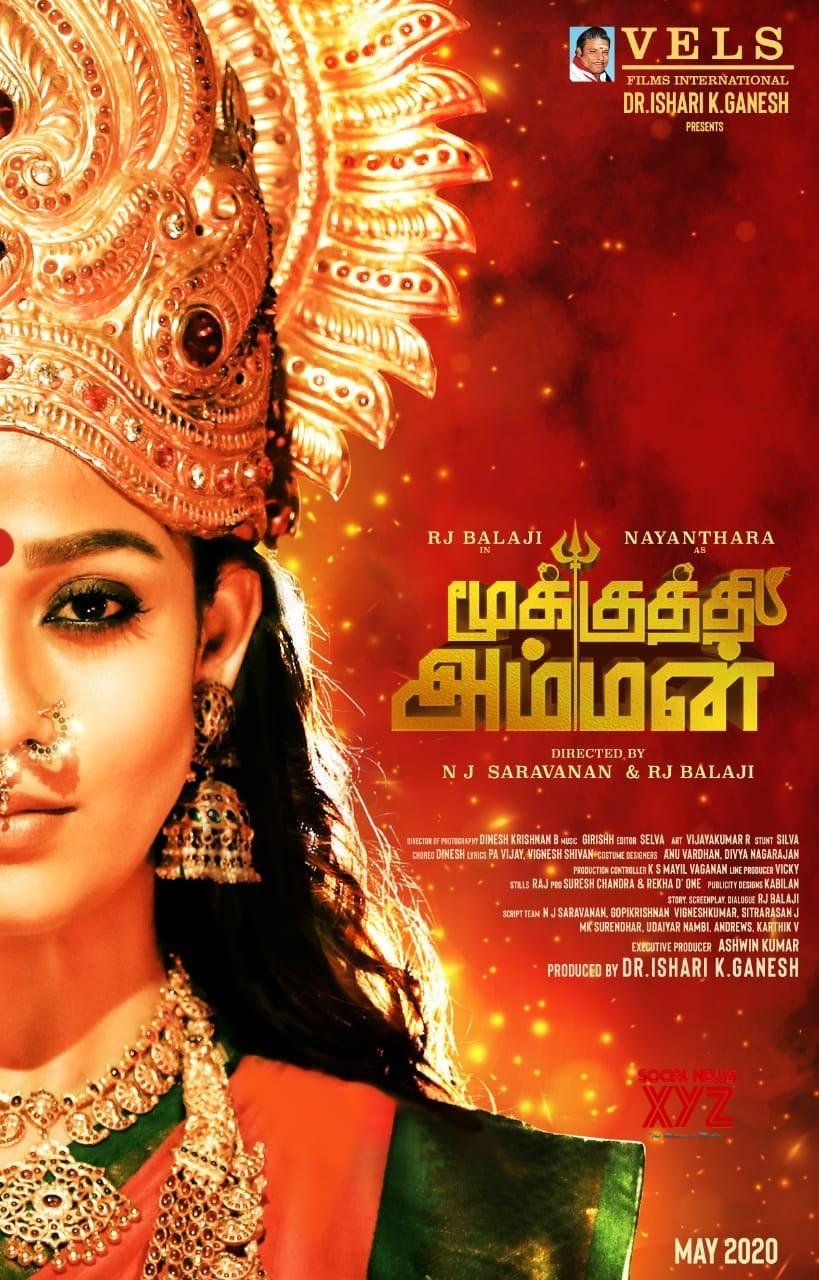 VELS
FILMS INTERNATIONAL
DR.ISHARI K.GANESH
PRESENTS
RJ BALAJI NAYANTHARA
IN AS
மூக்குத்தி
அம்மன்
DIRECTED BY
N J SARAVANAN & RJ BALAJI
DIRECTOR OF PHOTOGRAPHY DINESH KRISHNAN B MUSIC GIRISHH EDITOR SELVA ART VIJAYAKUMAR R STUNT SILVA
CHOREO DINESH LYRICS PA VIJAY, VIGNESH SHIVAN COSTUME DESIGNERS ANU VARDHAN, DIVYA NAGARAJAN
PRODUCTION CONTROLLER K S MAYIL VAGANAN LINE PRODUCER VICKY
STILLS RAJ PRO SURESH CHANDRA & REKHA D' ONE PUBLICITY DESIGNS KABILAN
STORY, SCREENPLAY, DIALOGUE RJ BALAJI
SCRIPT TEAM N J SARAVANAN, GOPIKRISHNAN VIGNESHKUMAR, SITRARASAN J
MK SURENDHAR, UDAIYAR NAMBI, ANDREWS, KARTHIK V
EXECUTIVE PRODUCER ASHWIN KUMAR
PRODUCED BY DR.ISHARI K.GANESH
SOCIAL NEWS
XYZ
MAY 2020